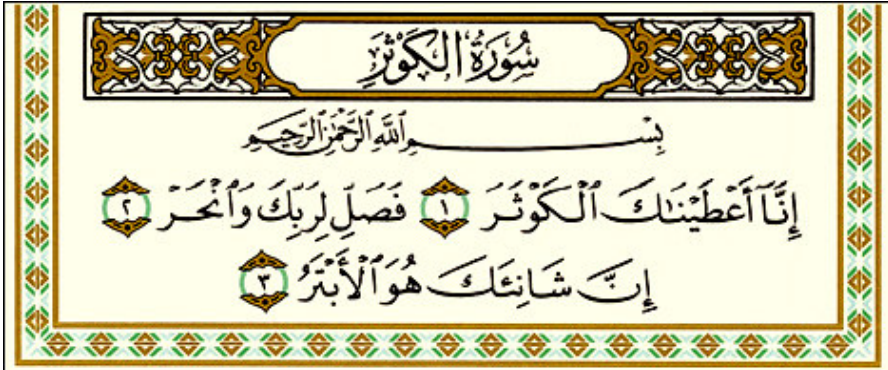 سُورَةُ الكَوْثَرِ
بِسْمِ ٱللَّهِ ٱلرَّحْمَٰنِ ٱلرَّحِيمِ
إِنَّآ أَعْطَيْنَٰكَ ٱلْكَوْثَرَ ١ فَصَلِّ لِرَبِّكَ وَٱنْحَرْ ٢
إِنَّ شَانِئَكَ هُوَ ٱلْأَبْتَرُ ٣